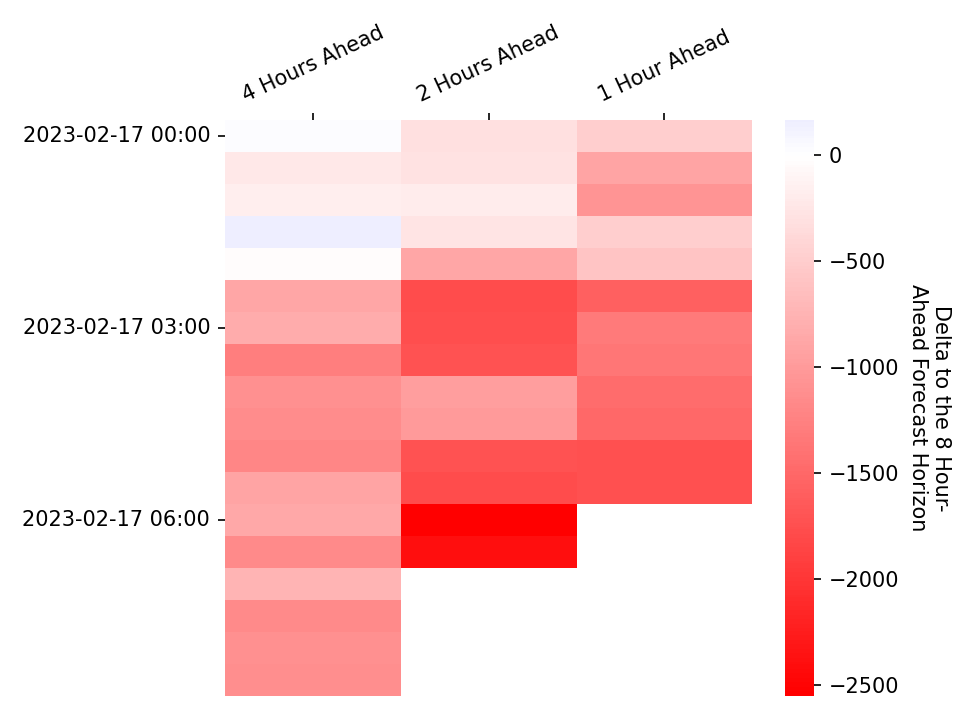 4 Hours Ahead
2 Hours Ahead
1 Hour Ahead
2023-02-17 00:00
2023-02-17 03:00
2023-02-17 06:00
0
−500
−1000
−1500
−2000
−2500
Delta to the 8 Hour-
Ahead Forecast Horizon